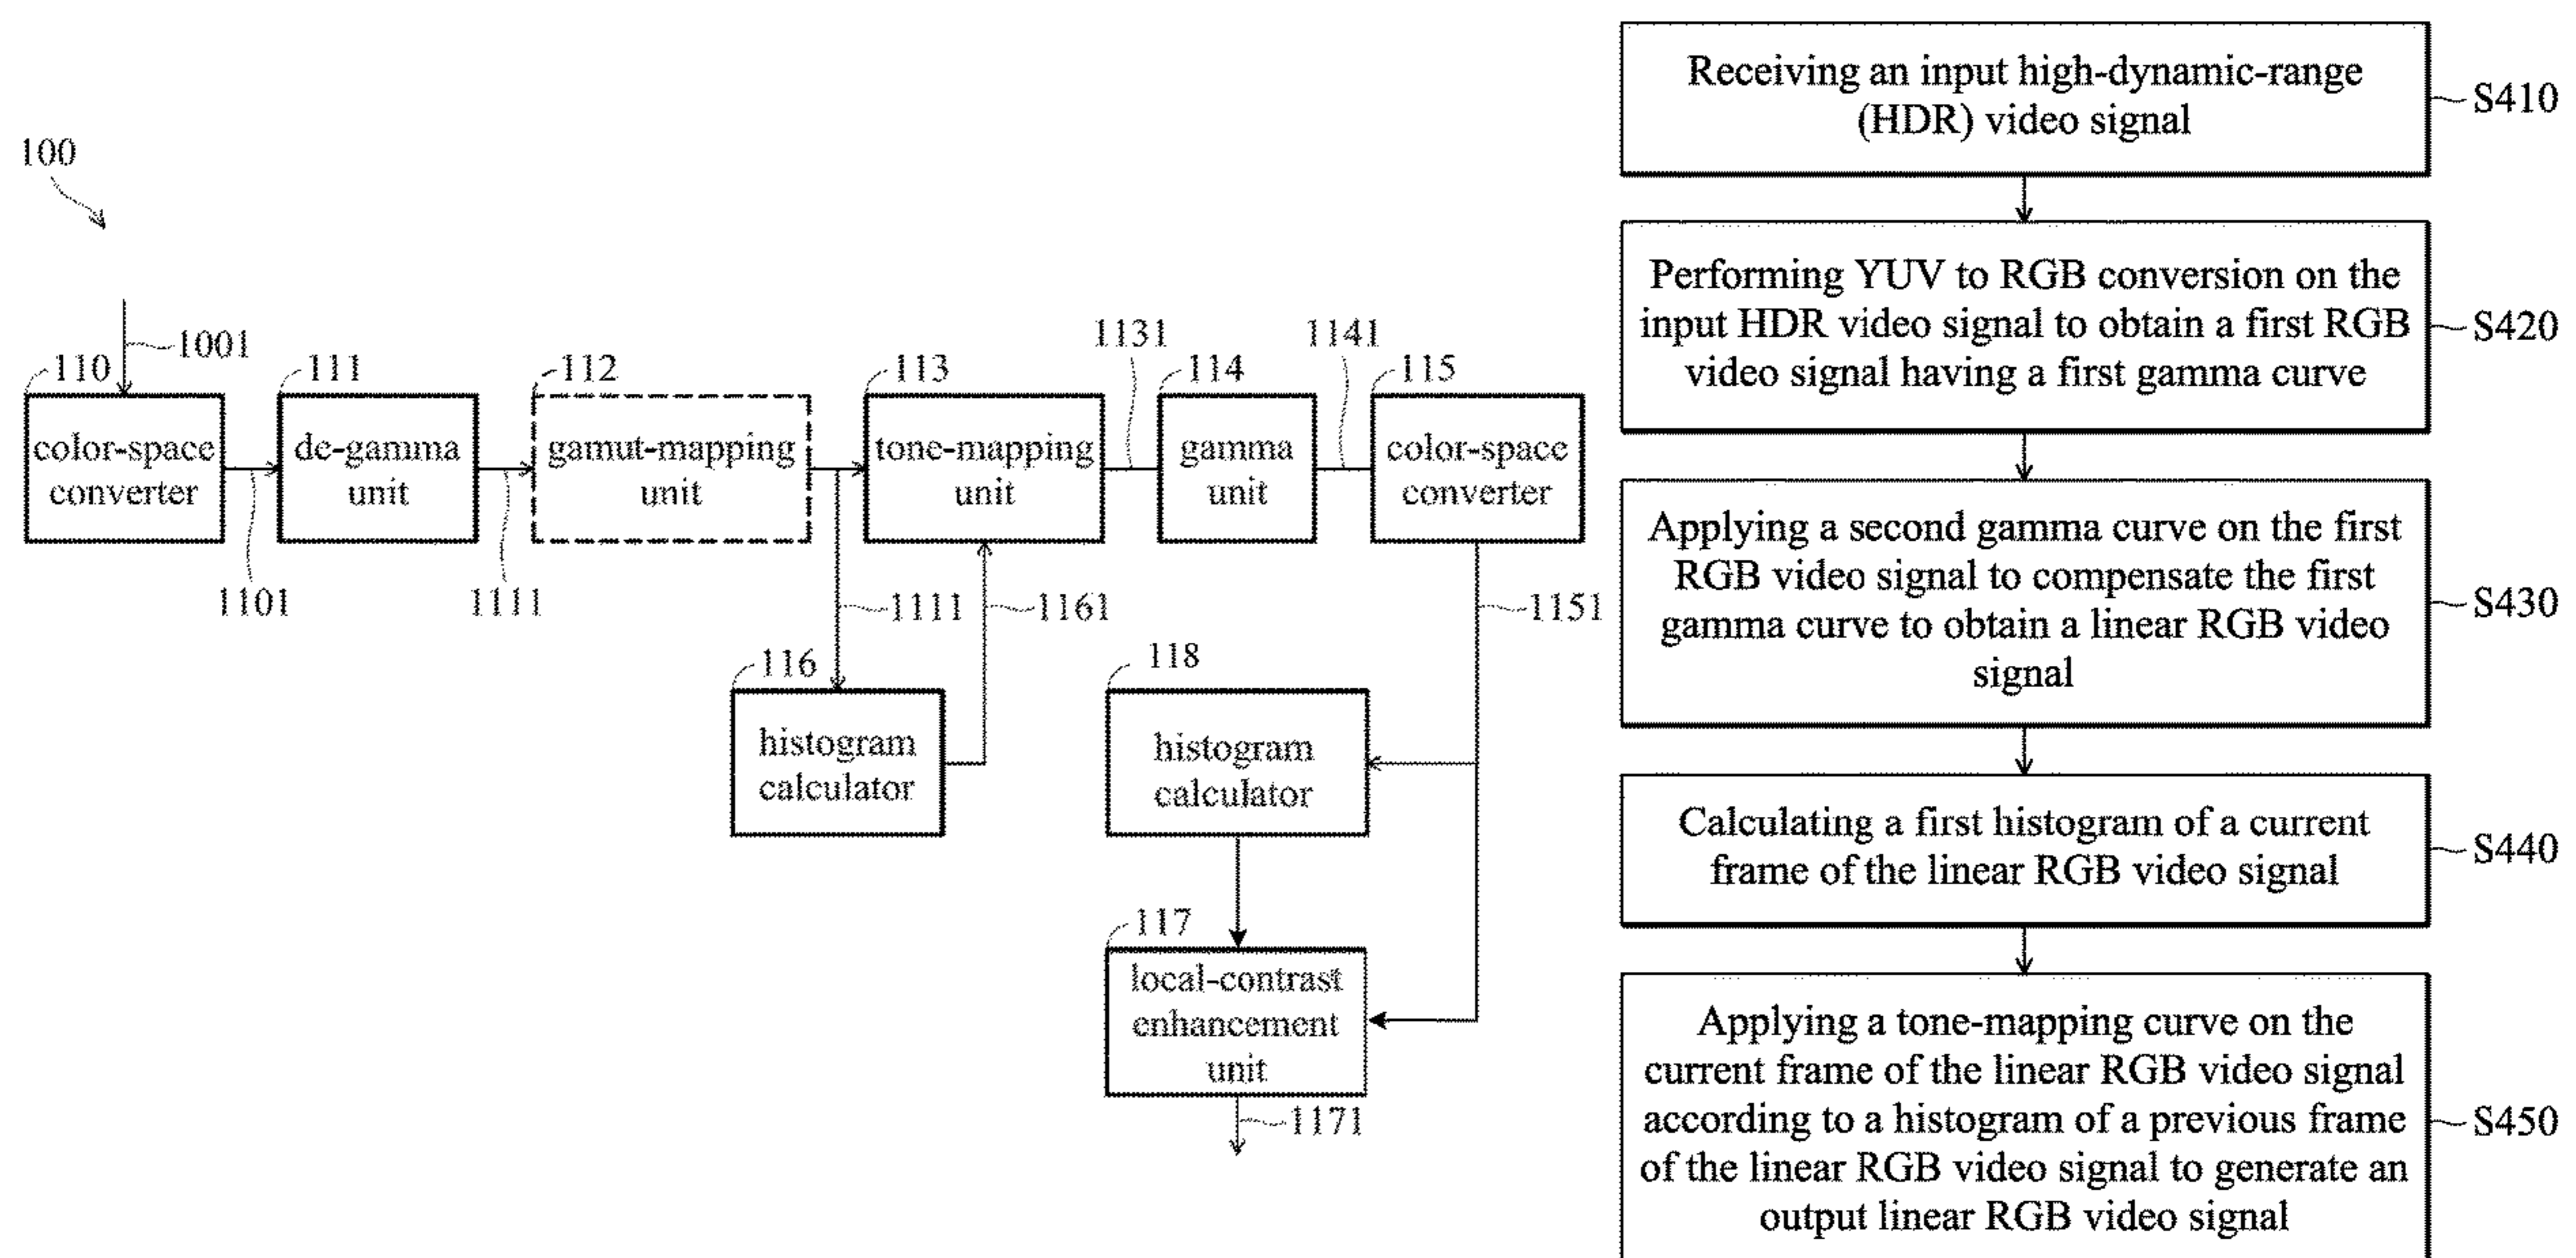 100
1001
110
111
112
113
1131
114
1141
115
color-space
converter
de-gamma
unit
gamut-mapping
unit
tone-mapping
unit
gamma
unit
color-space
converter
1101
1111
1111
1161
1151
116
histogram
calculator
118
histogram
calculator
117
local-contrast
enhancement
unit
1171
Receiving an input high-dynamic-range
(HDR) video signal
S410
Performing YUV to RGB conversion on the
input HDR video signal to obtain a first RGB
video signal having a first gamma curve
S420
Applying a second gamma curve on the first
RGB video signal to compensate the first
gamma curve to obtain a linear RGB video
signal
S430
Calculating a first histogram of a current
frame of the linear RGB video signal
S440
Applying a tone-mapping curve on the
current frame of the linear RGB video signal
according to a histogram of a previous frame
of the linear RGB video signal to generate an
output linear RGB video signal
S450